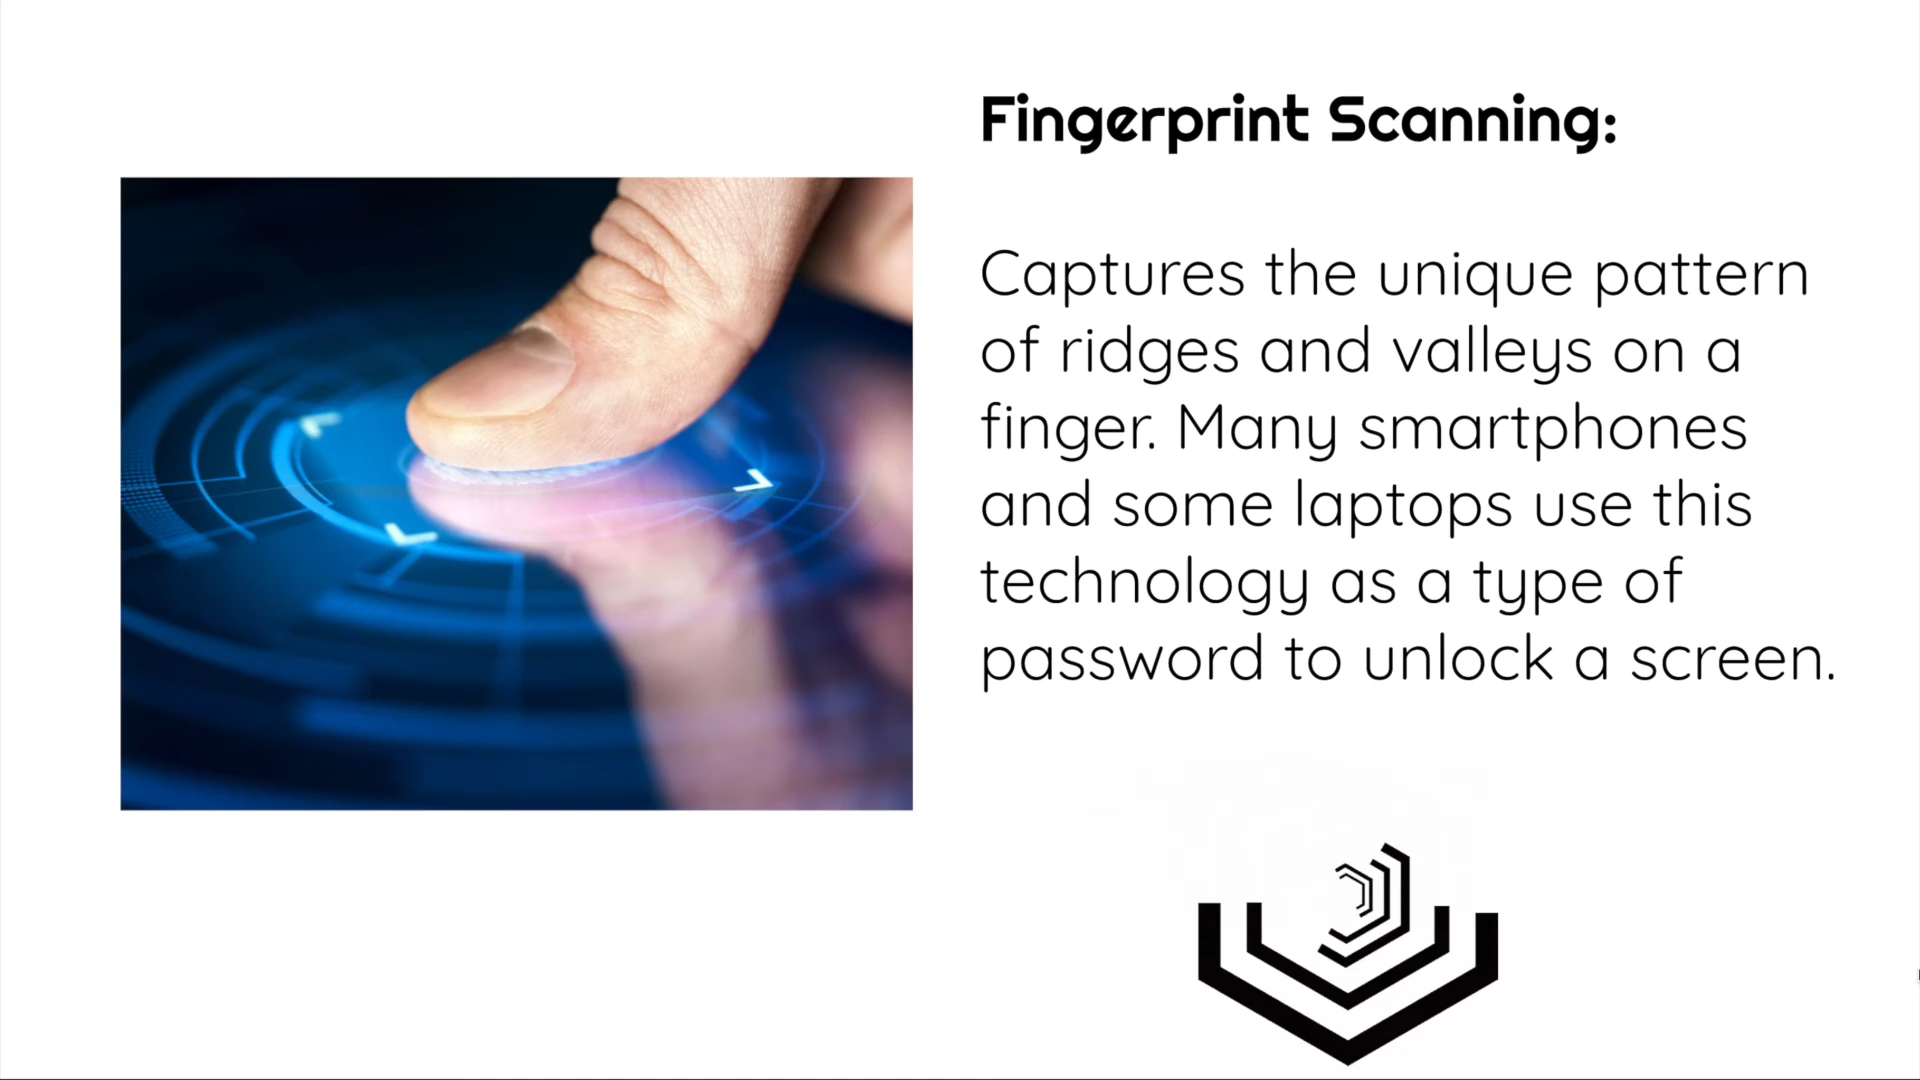 Fingerprint Scanning:
Captures the unique pattern
of ridges and valleys on a
finger. Many smartphones
and some laptops use this
technology as a type of
password to unlock a screen.